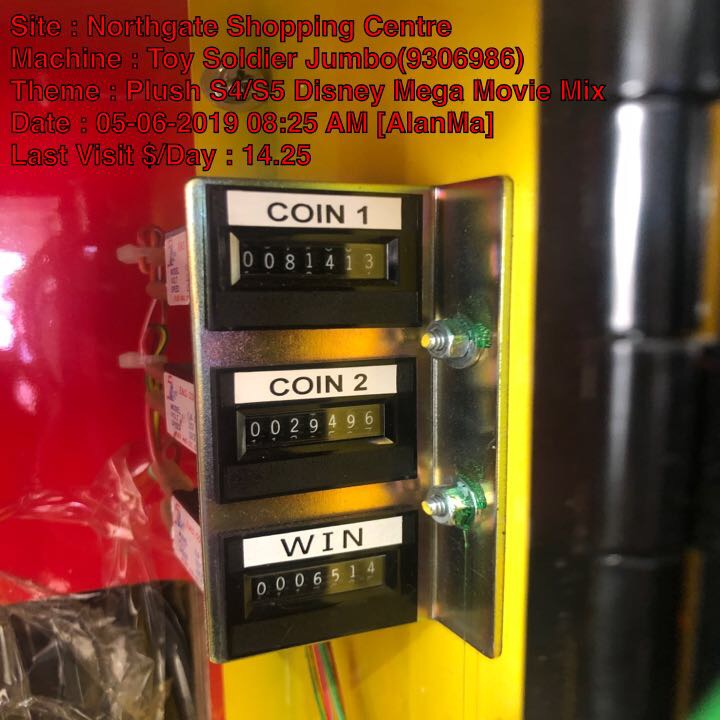 Site : Northgate Shopping Centre
Machine : Toy Soldier Jumbo(9306986)
Theme : Plush S4/S5 Disney Mega Movie Mix
Date : 05-06-2019 08:25 AM [AlanMa]
Last Visit $/Day : 14.25
COIN 1
0081413
COIN 2
0029496
WIN
0006514